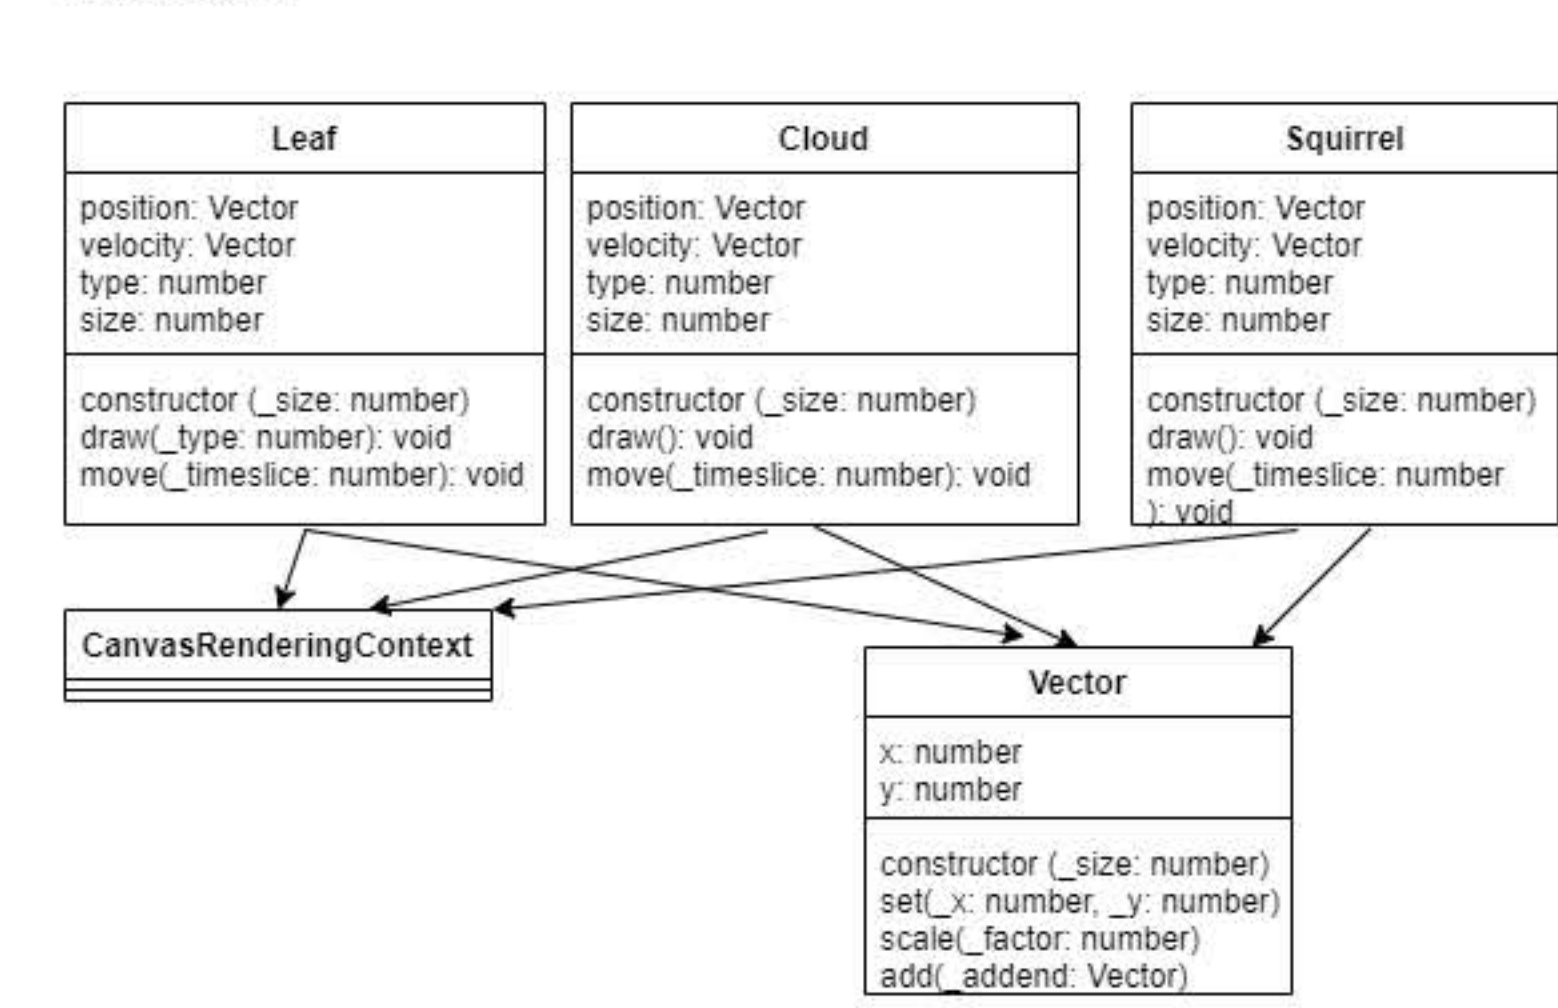 Leaf
position: Vector
velocity: Vector
type: number
size: number
constructor (_size: number)
draw(_type: number): void
move(_timeslice: number): void
Cloud
position: Vector
velocity: Vector
type: number
size: number
constructor (_size: number)
draw(): void
move(_timeslice: number): void
Squirrel
position: Vector
velocity: Vector
type: number
size: number
constructor (_size: number)
draw(): void
move(_timeslice: number
): void
CanvasRenderingContext
Vector
x: number
y: number
constructor (_size: number)
set(_x: number, _y: number)
scale(_factor: number)
add(_addend: Vector)